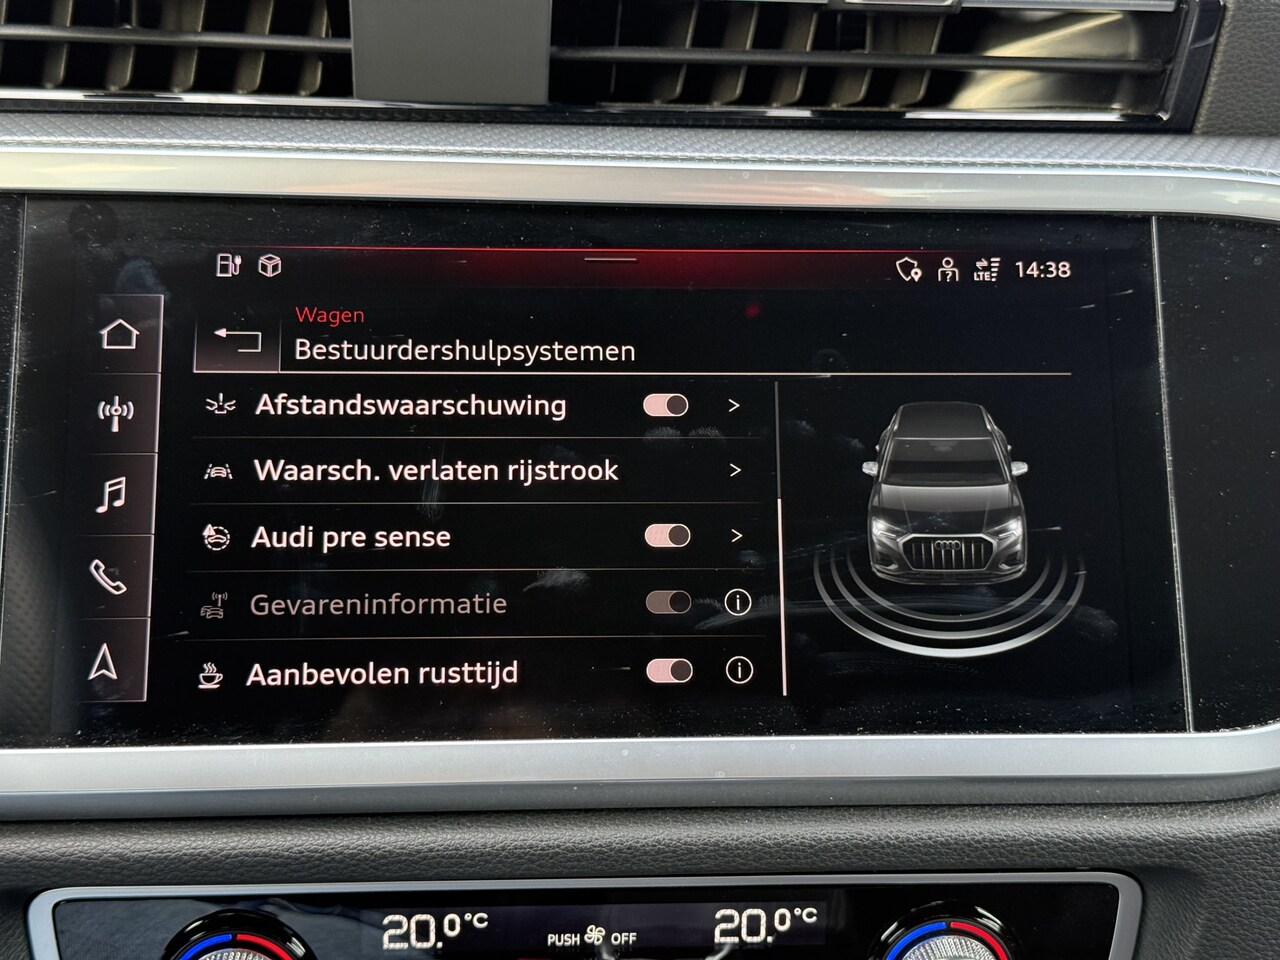 LTE 14:38
Wagen
Bestuurdershulpsystemen
Afstandswaarschuwing
Waarsch. verlaten rijstrook
Audi pre sense
Gevareninformatie
Aanbevolen rusttijd
20.0°C PUSH OFF 20.0°C